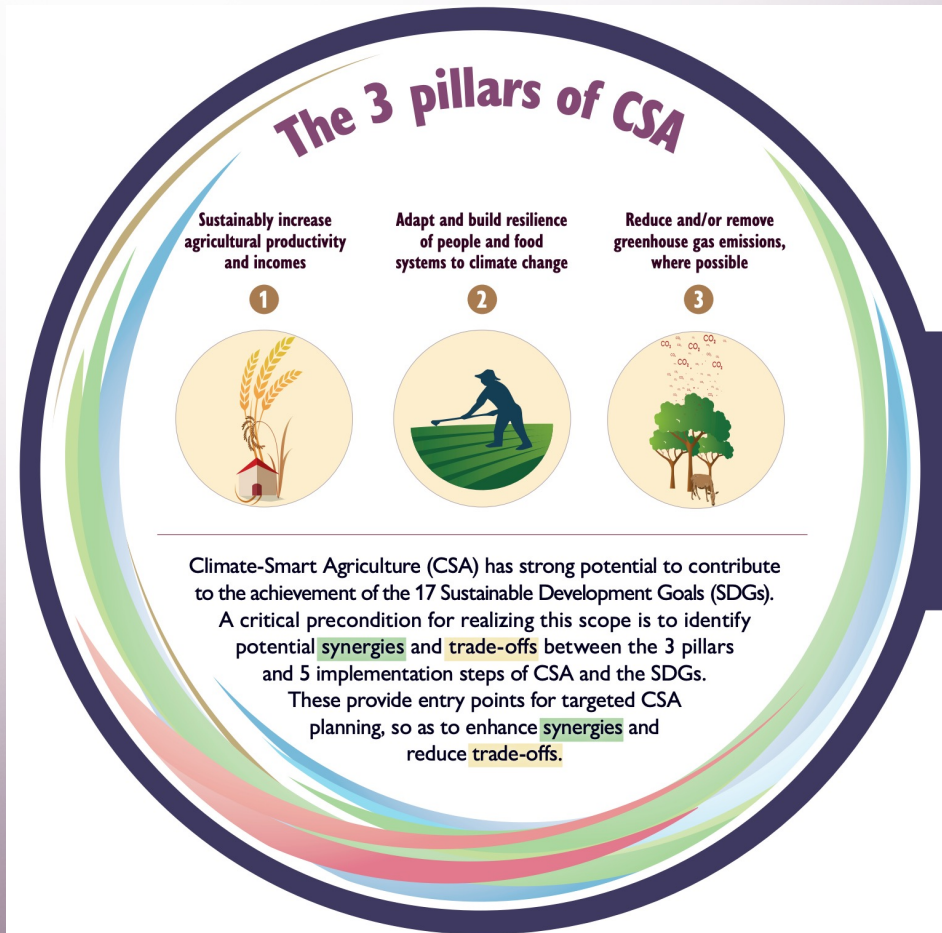 The 3 pillars of CSA
Sustainably increase
agricultural productivity
and incomes
1
Adapt and build resilience
of people and food
systems to climate change
2
Reduce and/or remove
greenhouse gas emissions,
where possible
3
CO₂ CO₂ CO₂
CO₂ CO₂
Climate-Smart Agriculture (CSA) has strong potential to contribute
to the achievement of the 17 Sustainable Development Goals (SDGs).
A critical precondition for realizing this scope is to identify
potential synergies and trade-offs between the 3 pillars
and 5 implementation steps of CSA and the SDGs.
These provide entry points for targeted CSA
planning, so as to enhance synergies and
reduce trade-offs.